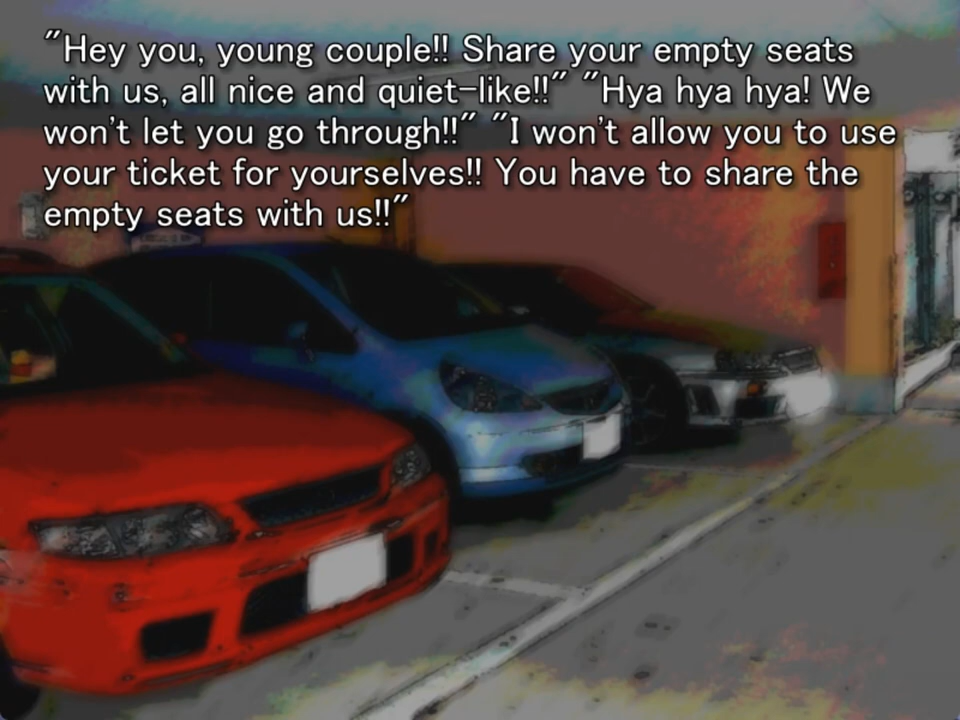 "Hey you, young couple!! Share your empty seats
with us, all nice and quiet-like!!" "Hya hya hya! We
won't let you go through!!" "I won't allow you to use
your ticket for yourselves!! You have to share the
empty seats with us!!"